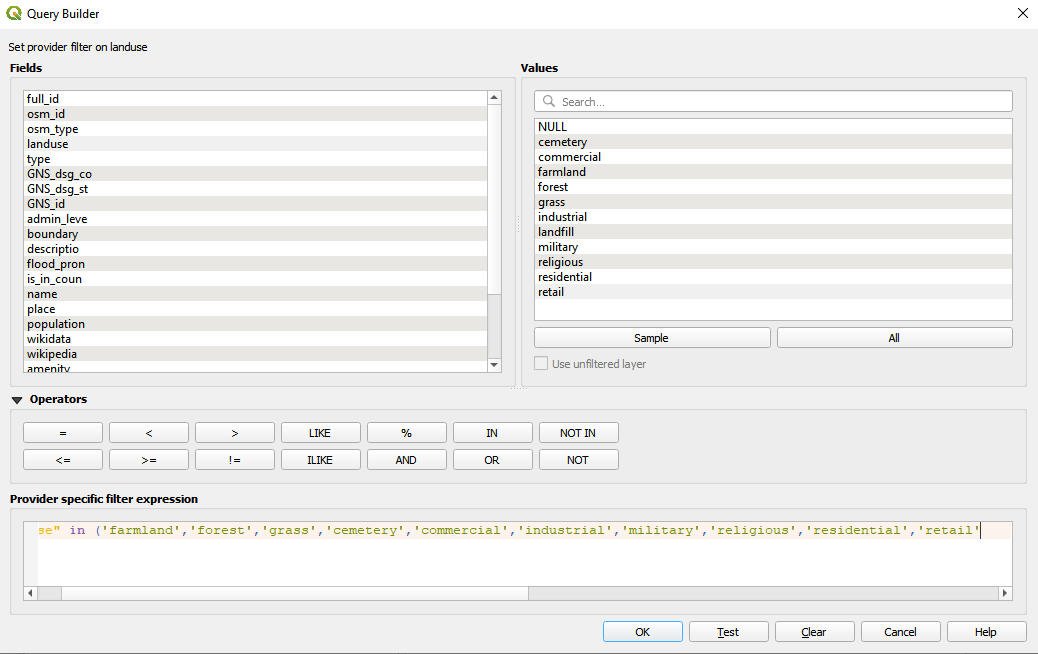 Query Builder
Set provider filter on landuse
Fields
full_id
osm_id
osm_type
landuse
type
GNS_dsg_co
GNS_dsg_st
GNS_id
admin_leve
boundary
descriptio
flood_pron
is_in_coun
name
place
population
wikidata
wikipedia
amenity
Values
Search...
NULL
cemetery
commercial
farmland
forest
grass
industrial
landfill
military
religious
residential
retail
Sample All
Use unfiltered layer
Operators
= < > LIKE % IN NOT IN
<= >= != ILIKE AND OR NOT
Provider specific filter expression
se" in ('farmland','forest','grass','cemetery','commercial','industrial','military','religious','residential','retail'
OK Test Clear Cancel Help